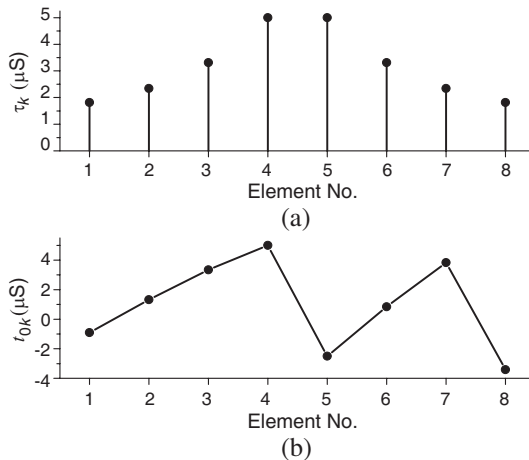 5
4
3
2
1
0
τk (μS)
1 2 3 4 5 6 7 8
Element No.
(a)
4
2
0
-2
-4
t0k (μS)
1 2 3 4 5 6 7 8
Element No.
(b)